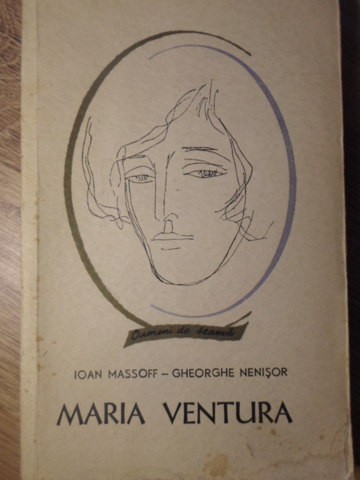 Oameni de seamă
IOAN MASSOFF – GHEORGHE NENIȘOR
MARIA VENTURA